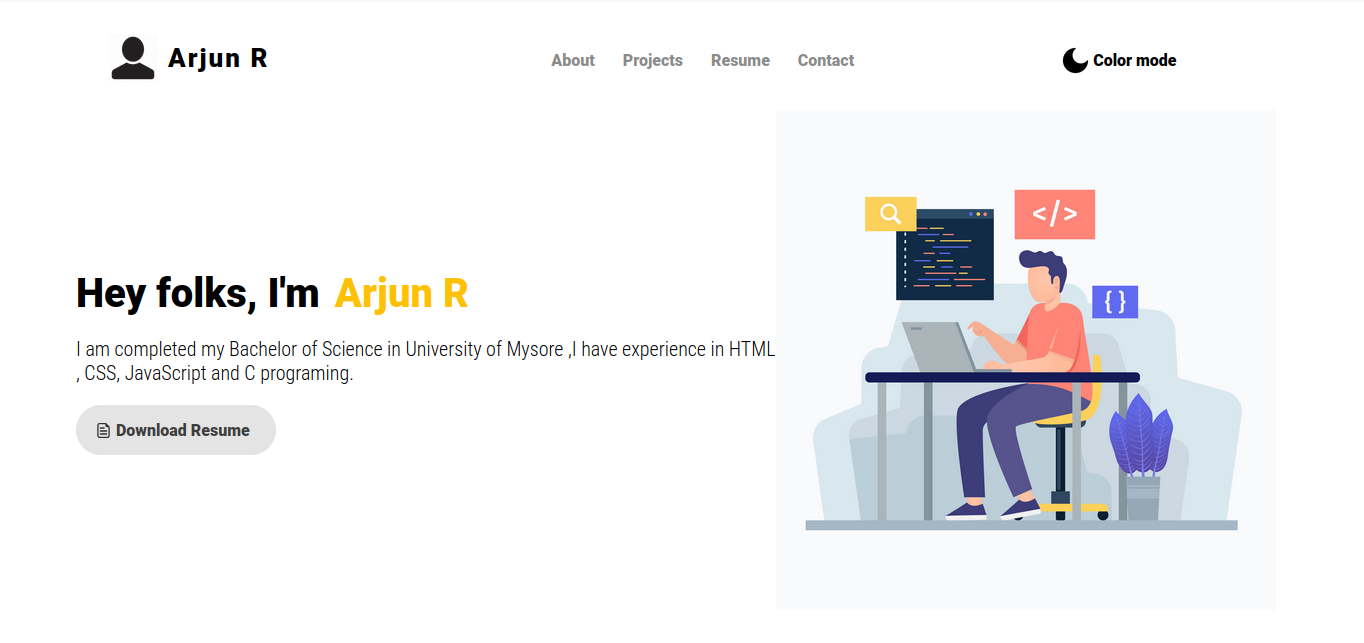 Arjun R
About Projects Resume Contact
Color mode
</>
{}
Hey folks, I'm Arjun R
I am completed my Bachelor of Science in University of Mysore ,I have experience in HTML
, CSS, JavaScript and C programing.
Download Resume